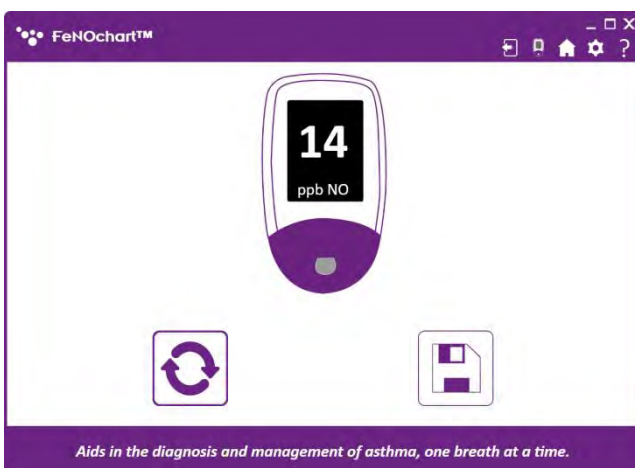 FeNOchart™
?
14
ppb NO
Aids in the diagnosis and management of asthma, one breath at a time.